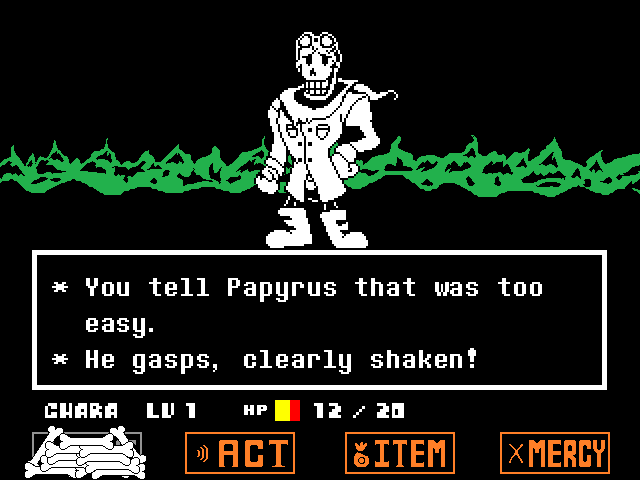 * You tell Papyrus that was too
easy.
* He gasps, clearly shaken!
CHARA LV 1 HP 12 / 20
ACT ITEM MERCY